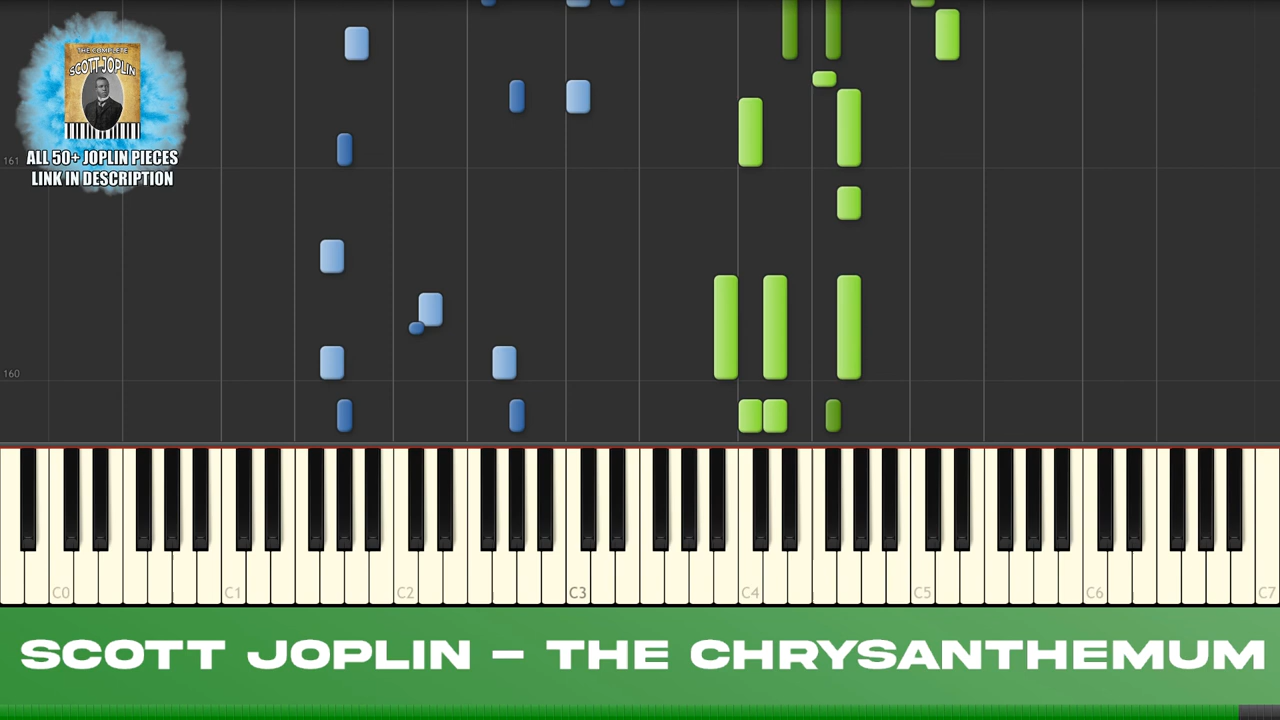 THE COMPLETE
SCOTT JOPLIN
ALL 50+ JOPLIN PIECES
LINK IN DESCRIPTION
161
160
C0 C1 C2 C3 C4 C5 C6 C7
SCOTT JOPLIN – THE CHRYSANTHEMUM